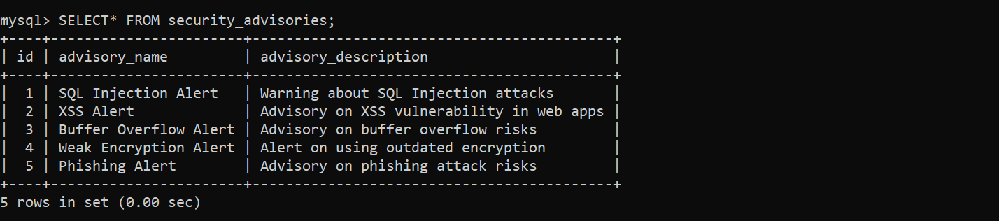 mysql> SELECT* FROM security_advisories;
+----+-----------------------+-------------------------------------------+
| id | advisory_name         | advisory_description                      |
+----+-----------------------+-------------------------------------------+
|  1 | SQL Injection Alert   | Warning about SQL Injection attacks       |
|  2 | XSS Alert             | Advisory on XSS vulnerability in web apps |
|  3 | Buffer Overflow Alert | Advisory on buffer overflow risks         |
|  4 | Weak Encryption Alert | Alert on using outdated encryption        |
|  5 | Phishing Alert        | Advisory on phishing attack risks         |
+----+-----------------------+-------------------------------------------+
5 rows in set (0.00 sec)